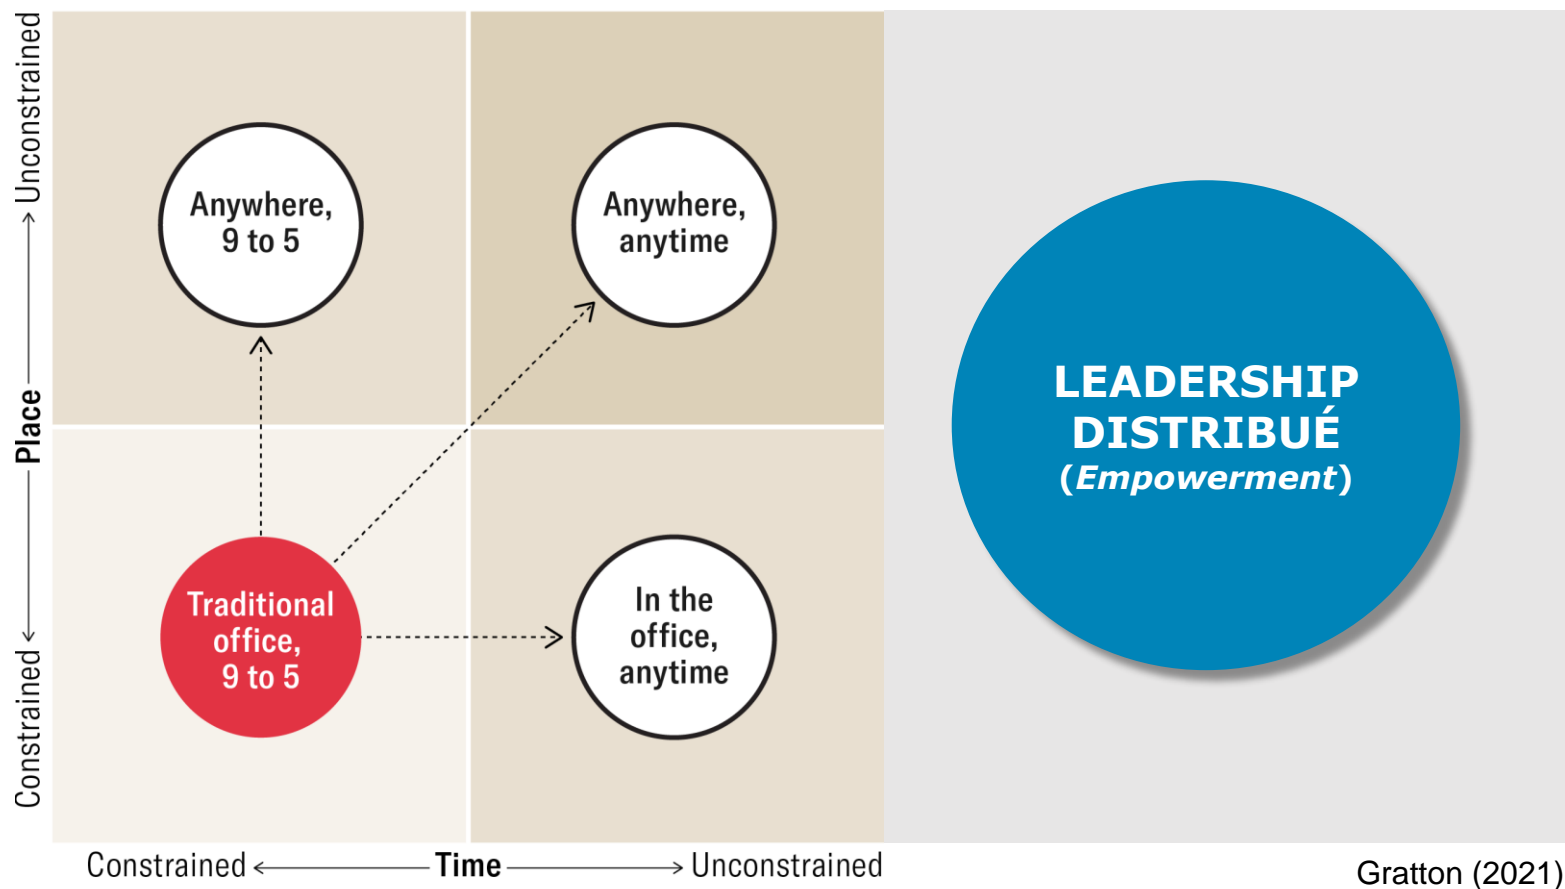 Unconstrained
Place
Constrained
Anywhere,
9 to 5
Anywhere,
anytime
Traditional
office,
9 to 5
In the
office,
anytime
Constrained
Time
Unconstrained
LEADERSHIP
DISTRIBUÉ
(Empowerment)
Gratton (2021)